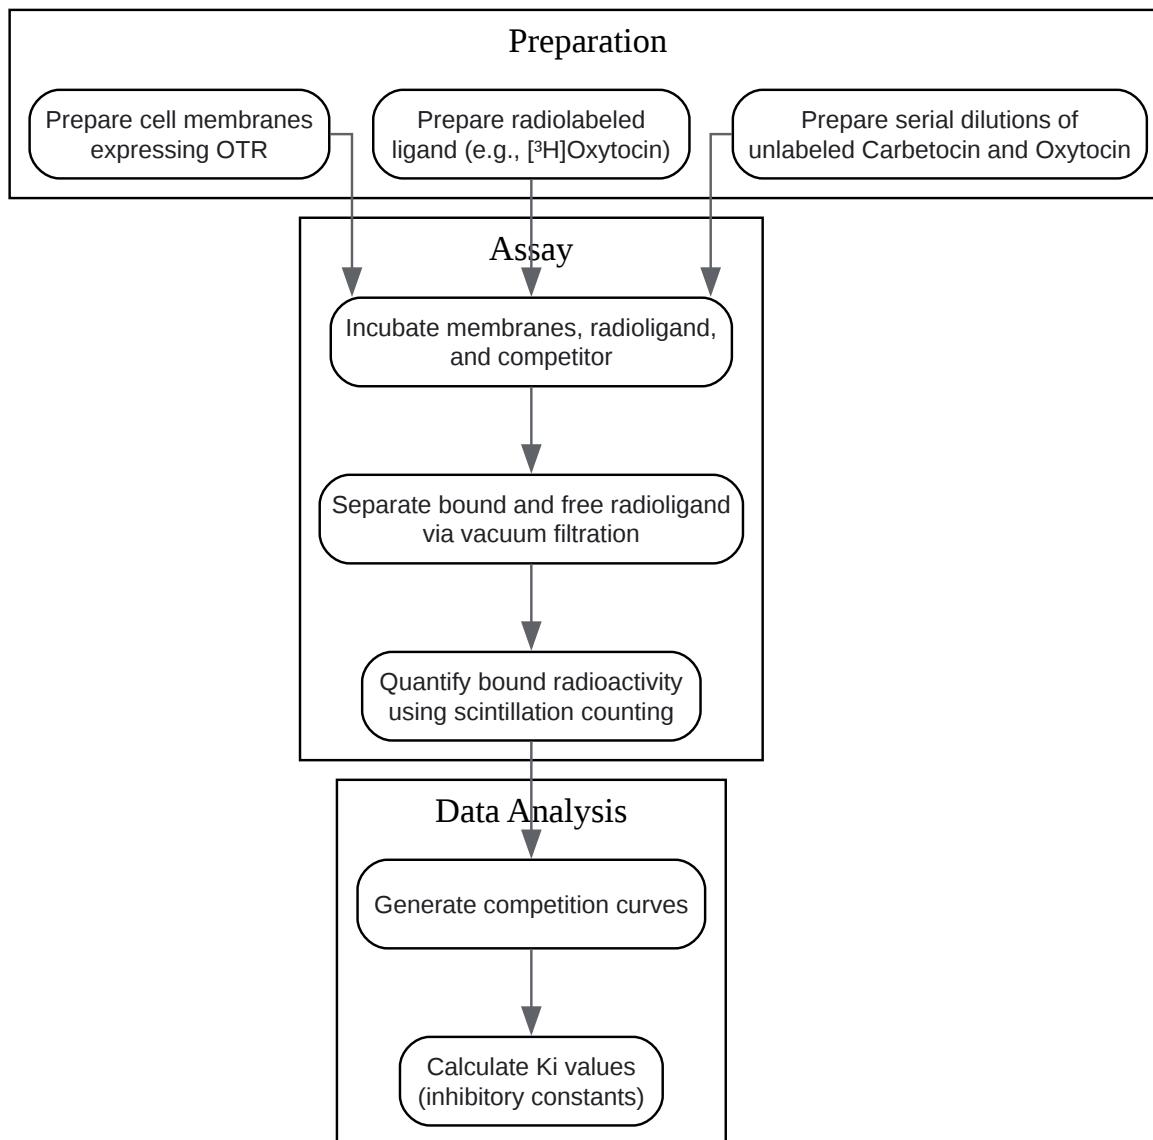 Preparation
Prepare cell membranes
expressing OTR
Prepare radiolabeled
ligand (e.g., [³H]Oxytocin)
Prepare serial dilutions of
unlabeled Carbetocin and Oxytocin
Assay
Incubate membranes, radioligand,
and competitor
Separate bound and free radioligand
via vacuum filtration
Quantify bound radioactivity
using scintillation counting
Data Analysis
Generate competition curves
Calculate Ki values
(inhibitory constants)